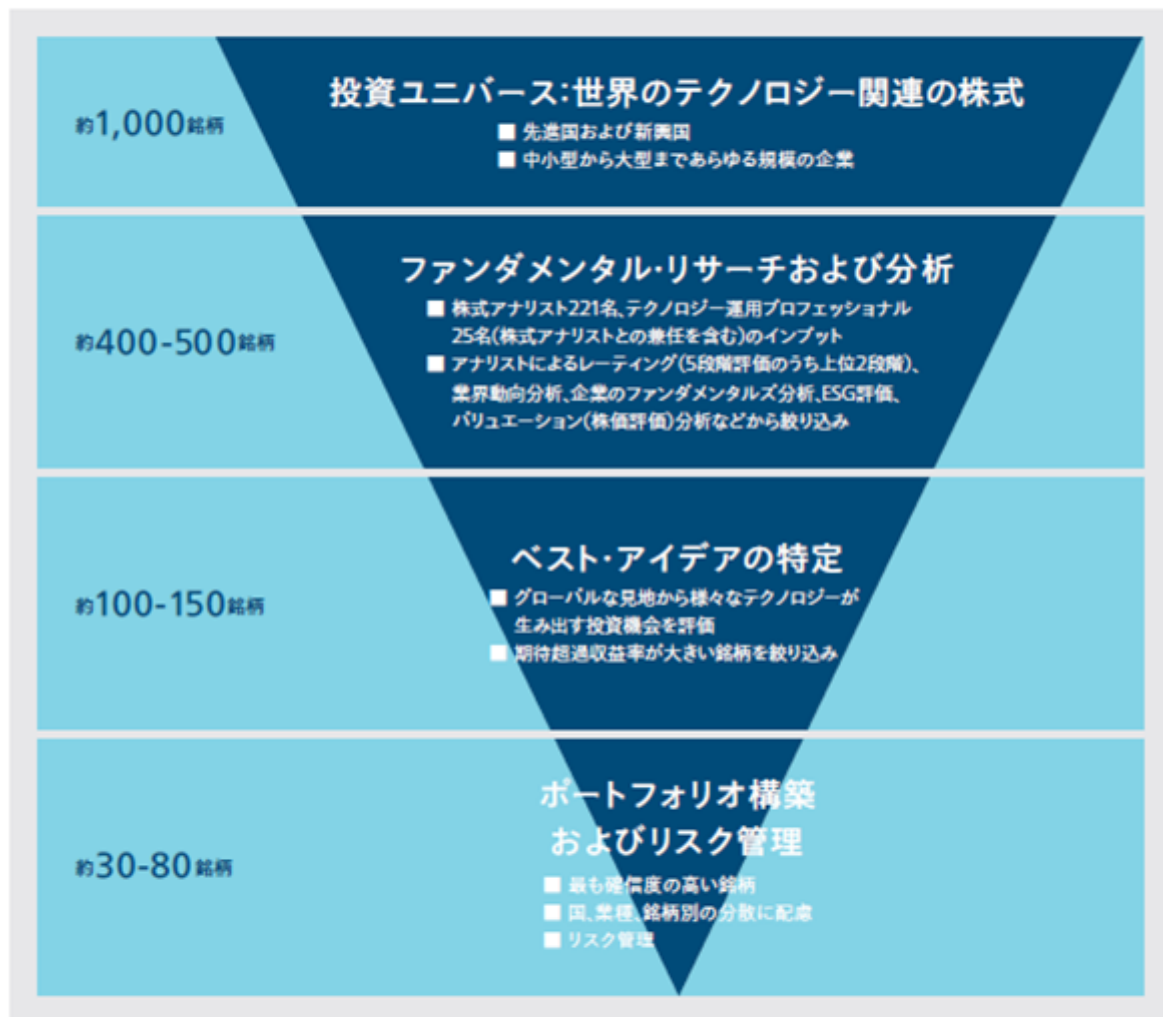 約1,000銘柄
投資ユニバース:世界のテクノロジー関連の株式
■ 先進国および新興国
■ 中小型から大型まであらゆる規模の企業
約400-500銘柄
ファンダメンタル・リサーチおよび分析
■ 株式アナリスト221名、テクノロジー運用プロフェッショナル
25名(株式アナリストとの兼任を含む)のインプット
■ アナリストによるレーティング(5段階評価のうち上位2段階)、
業界動向分析、企業のファンダメンタルズ分析、ESG評価、
バリュエーション(株価評価)分析などから絞り込み
約100-150銘柄
ベスト・アイデアの特定
■ グローバルな見地から様々なテクノロジーが
生み出す投資機会を評価
■ 期待超過収益率が大きい銘柄を絞り込み
約30-80銘柄
ポートフォリオ構築
およびリスク管理
■ 最も確信度の高い銘柄
■ 国、業種、銘柄別の分散に配慮
■ リスク管理